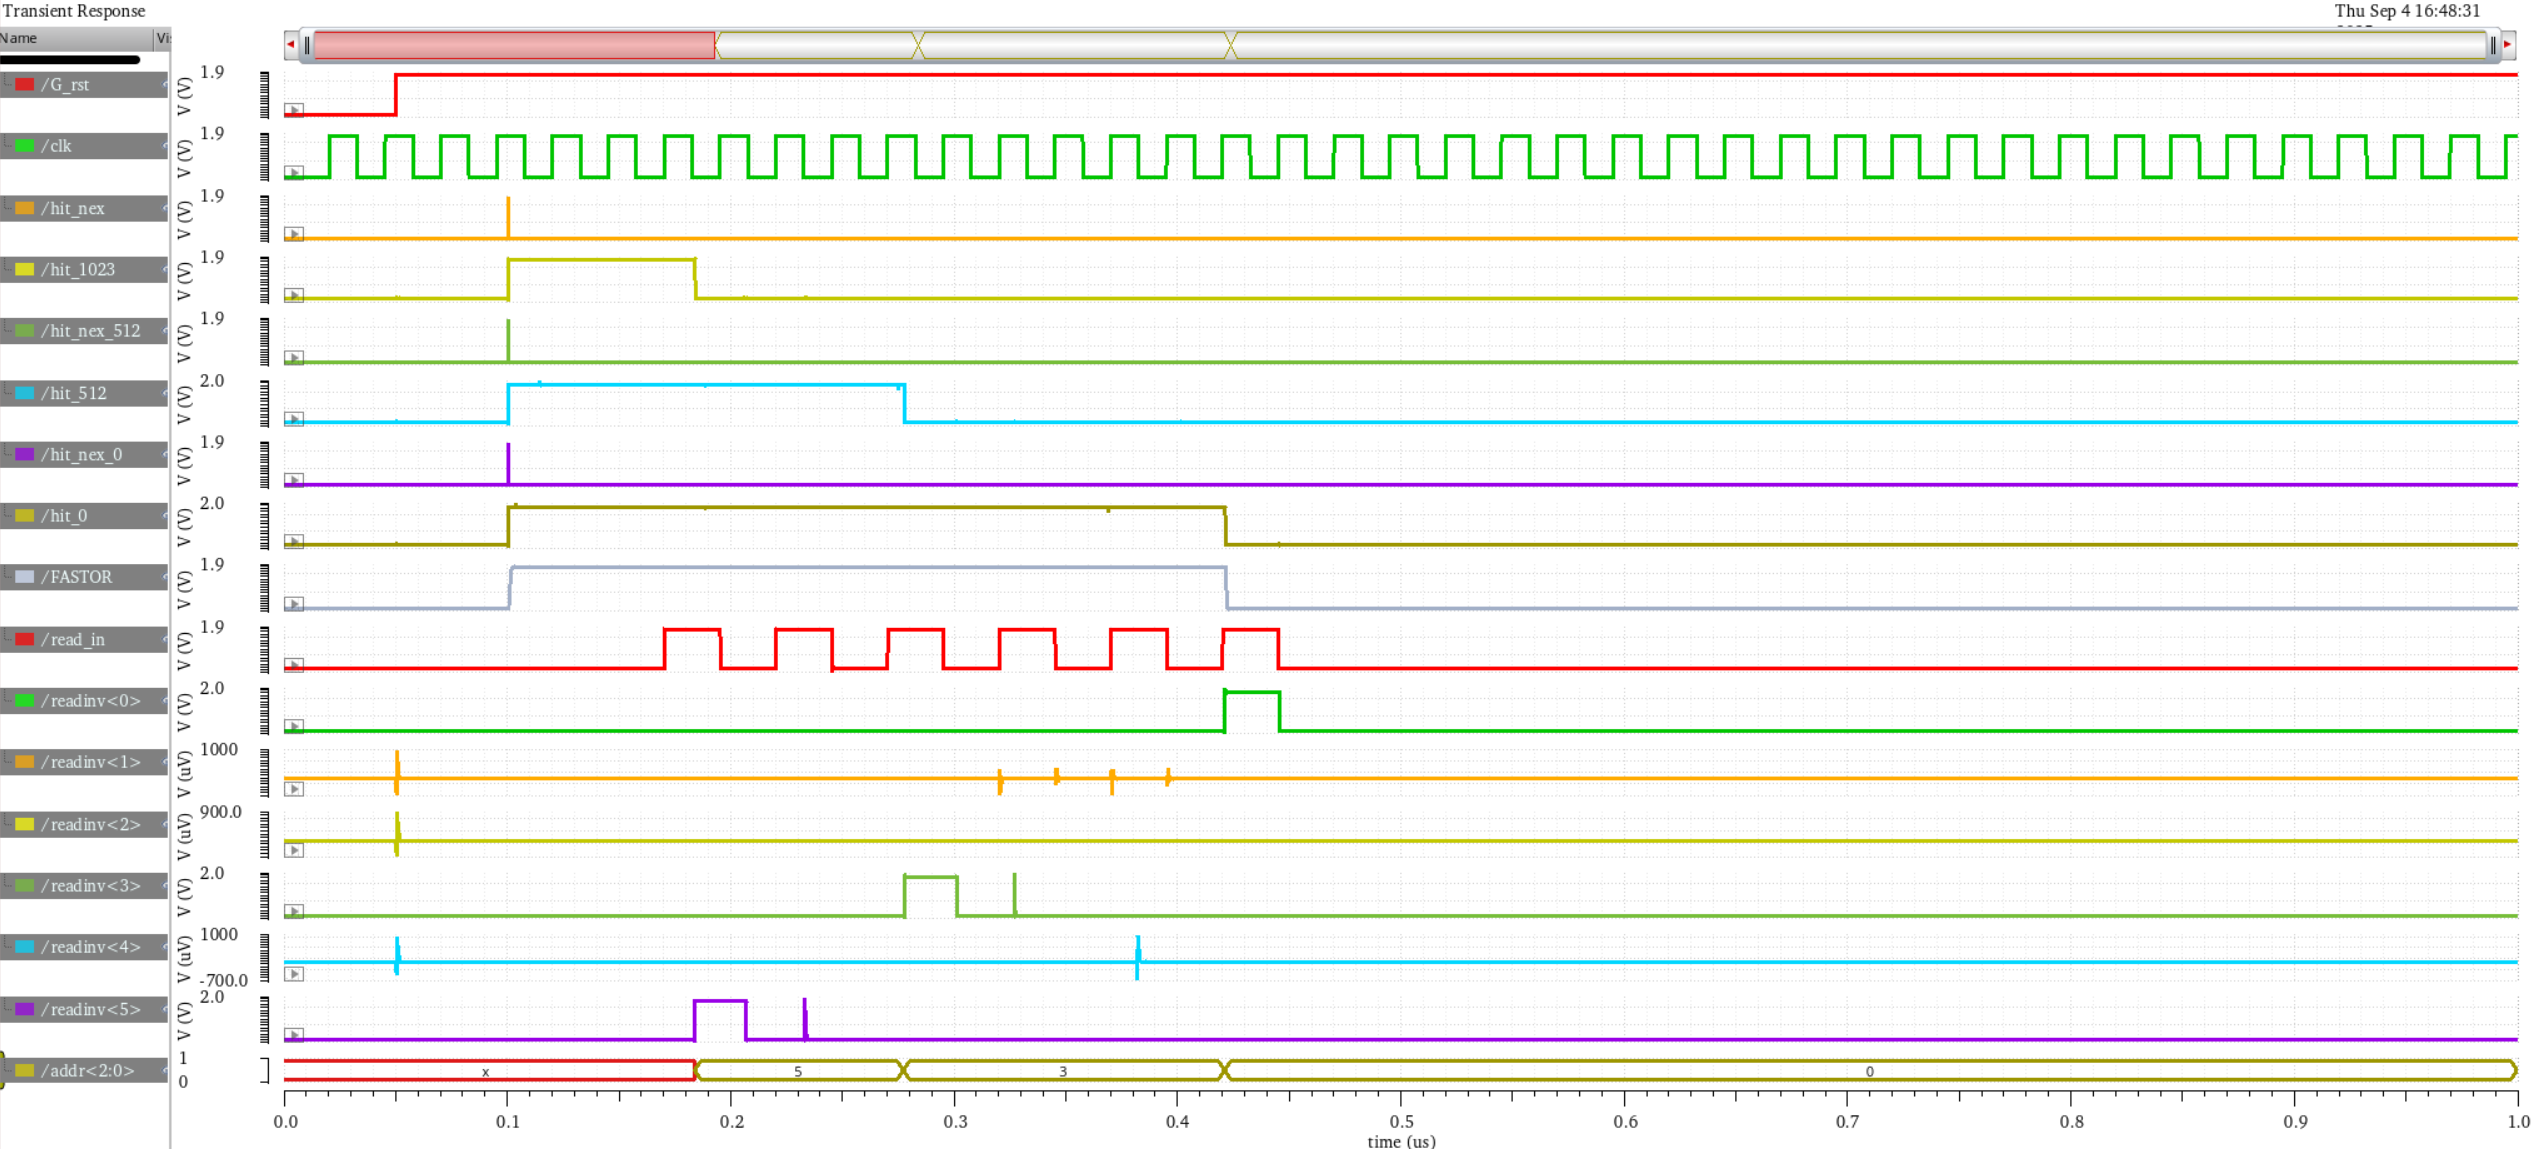 Transient Response
Thu Sep 4 16:48:31
Name Vi
/G_rst V (V) 1.9
/clk V (V) 1.9
/hit_nex V (V) 1.9
/hit_1023 V (V) 1.9
/hit_nex_512 V (V) 1.9
/hit_512 V (V) 2.0
/hit_nex_0 V (V) 1.9
/hit_0 V (V) 2.0
/FASTOR V (V) 1.9
/read_in V (V) 1.9
/readinv<0> V (V) 2.0
/readinv<1> V (uV) 1000
/readinv<2> V (uV) 900.0
/readinv<3> V (V) 2.0
/readinv<4> V (uV) 1000
-700.0
/readinv<5> V (V) 2.0
/addr<2:0> 1
0
x 5 3 0
0.0 0.1 0.2 0.3 0.4 0.5 0.6 0.7 0.8 0.9 1.0
time (us)